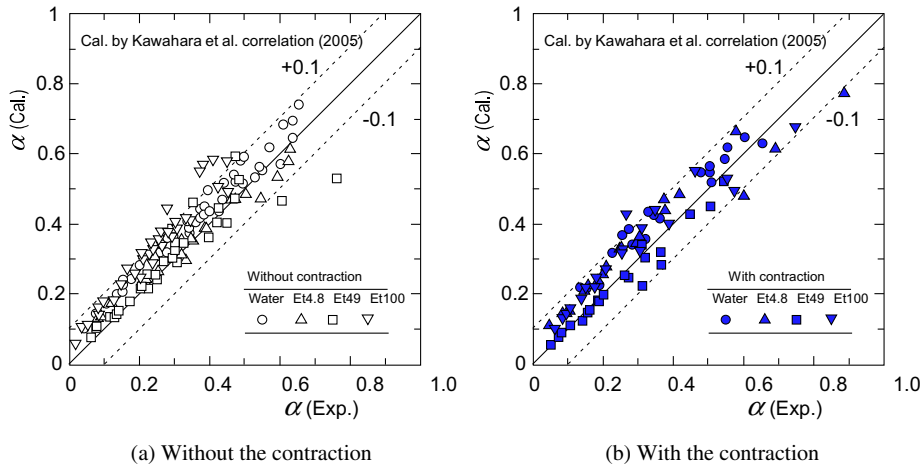 1
Cal. by Kawahara et al. correlation (2005)
+0.1
0.8
-0.1
α (Cal.)
0.6
0.4
Without contraction
0.2
Water Et4.8 Et49 Et100
0
0 0.2 0.4 0.6 0.8 1.0
α (Exp.)
(a) Without the contraction
1
Cal. by Kawahara et al. correlation (2005)
+0.1
0.8
-0.1
α (Cal.)
0.6
0.4
With contraction
0.2
Water Et4.8 Et49 Et100
0
0 0.2 0.4 0.6 0.8 1.0
α (Exp.)
(b) With the contraction